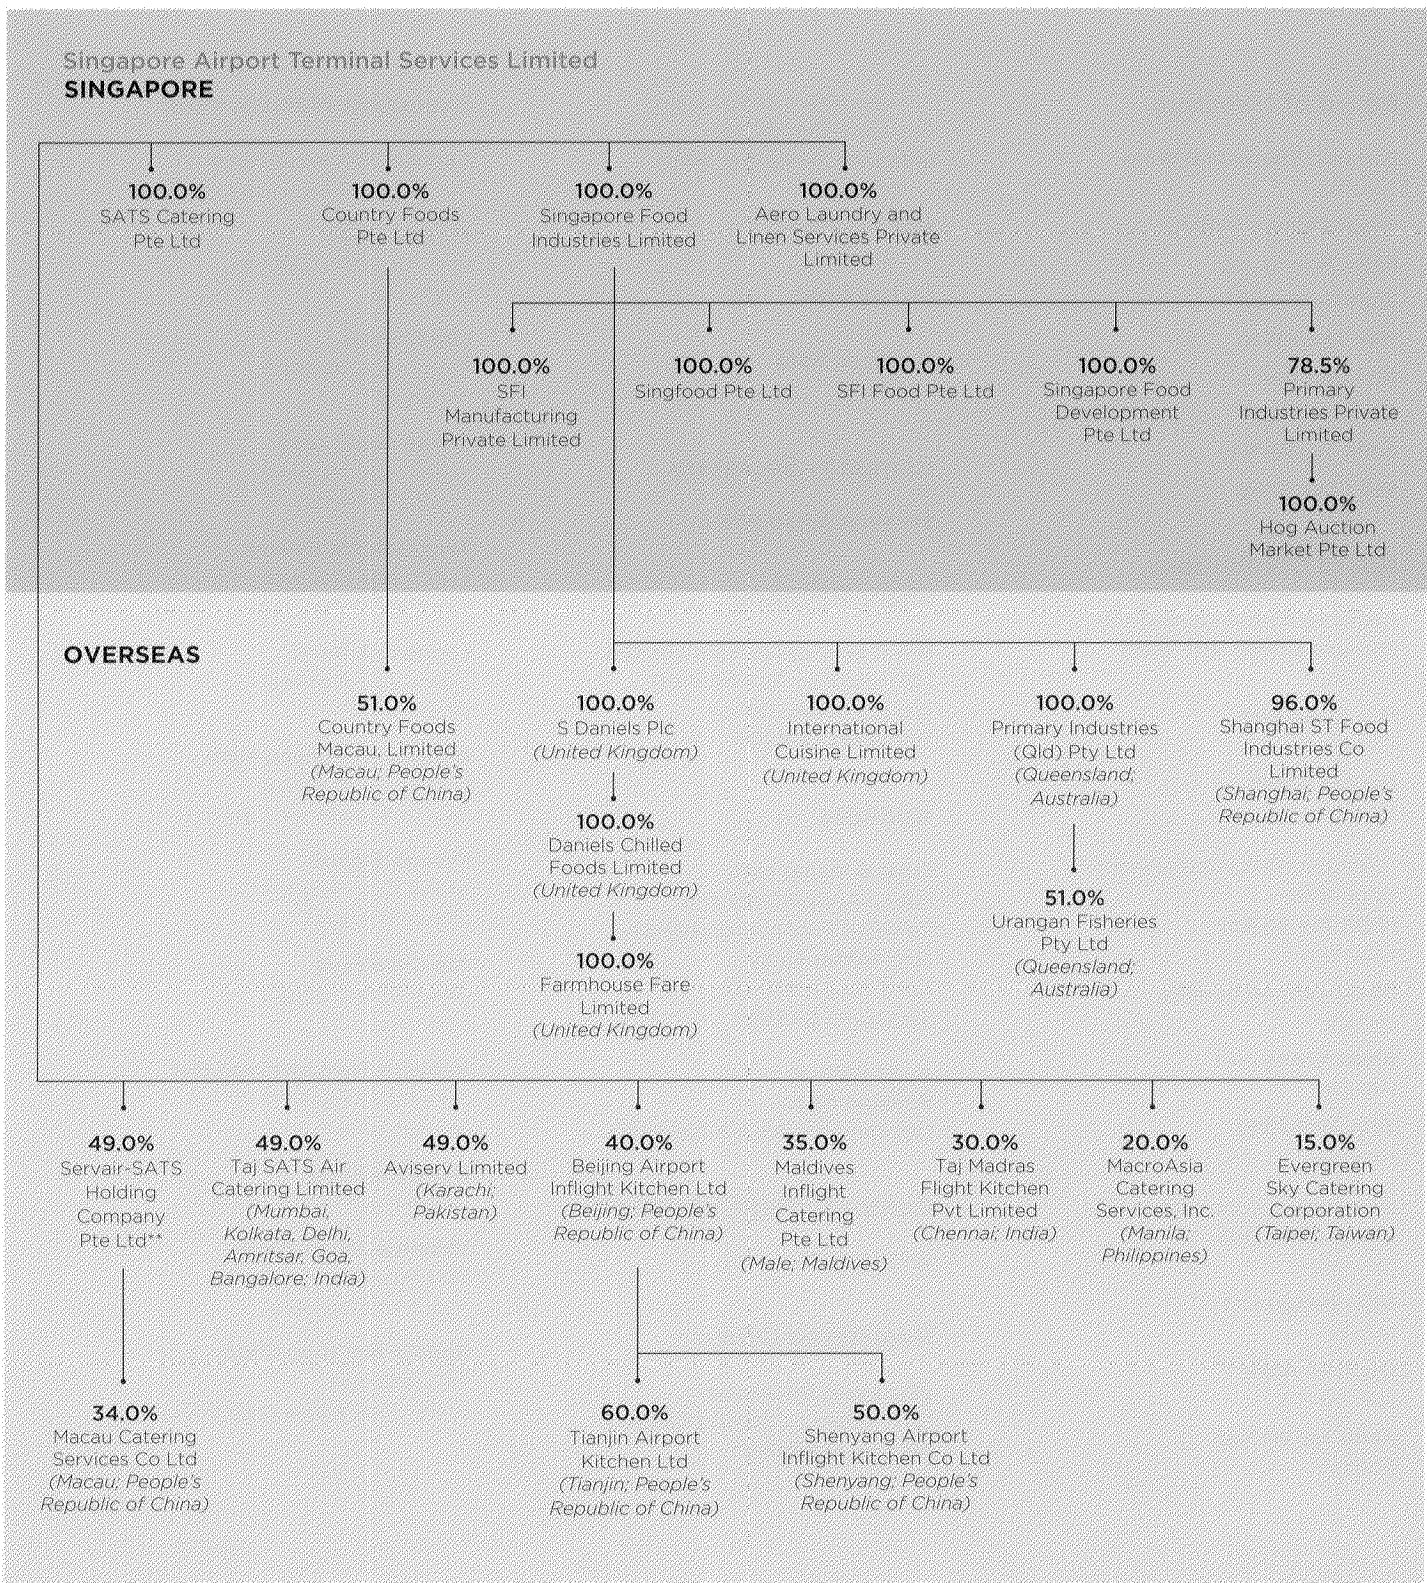 Singapore Airport Terminal Services Limited
SINGAPORE
100.0%
SATS Catering
Pte Ltd
100.0%
Country Foods
Pte Ltd
100.0%
Singapore Food
Industries Limited
100.0%
Aero Laundry and
Linen Services Private
Limited
100.0%
SFI
Manufacturing
Private Limited
100.0%
Singfood Pte Ltd
100.0%
SFI Food Pte Ltd
100.0%
Singapore Food
Development
Pte Ltd
78.5%
Primary
Industries Private
Limited
100.0%
Hog Auction
Market Pte Ltd
OVERSEAS
51.0%
Country Foods
Macau, Limited
(Macau; People's
Republic of China)
100.0%
S Daniels Plc
(United Kingdom)
100.0%
Daniels Chilled
Foods Limited
(United Kingdom)
100.0%
Farmhouse Fare
Limited
(United Kingdom)
100.0%
International
Cuisine Limited
(United Kingdom)
100.0%
Primary Industries
(Qld) Pty Ltd
(Queensland;
Australia)
51.0%
Urangan Fisheries
Pty Ltd
(Queensland;
Australia)
96.0%
Shanghai ST Food
Industries Co
Limited
(Shanghai; People's
Republic of China)
49.0%
Servair-SATS
Holding
Company
Pte Ltd**
49.0%
Taj SATS Air
Catering Limited
(Mumbai,
Kolkata, Delhi,
Amritsar, Goa,
Bangalore; India)
49.0%
Aviserv Limited
(Karachi;
Pakistan)
40.0%
Beijing Airport
Inflight Kitchen Ltd
(Beijing; People's
Republic of China)
35.0%
Maldives
Inflight
Catering
Pte Ltd
(Male; Maldives)
30.0%
Taj Madras
Flight Kitchen
Pvt Limited
(Chennai; India)
20.0%
MacroAsia
Catering
Services, Inc.
(Manila;
Philippines)
15.0%
Evergreen
Sky Catering
Corporation
(Taipei; Taiwan)
34.0%
Macau Catering
Services Co Ltd
(Macau; People's
Republic of China)
60.0%
Tianjin Airport
Kitchen Ltd
(Tianjin; People's
Republic of China)
50.0%
Shenyang Airport
Inflight Kitchen Co Ltd
(Shenyang; People's
Republic of China)